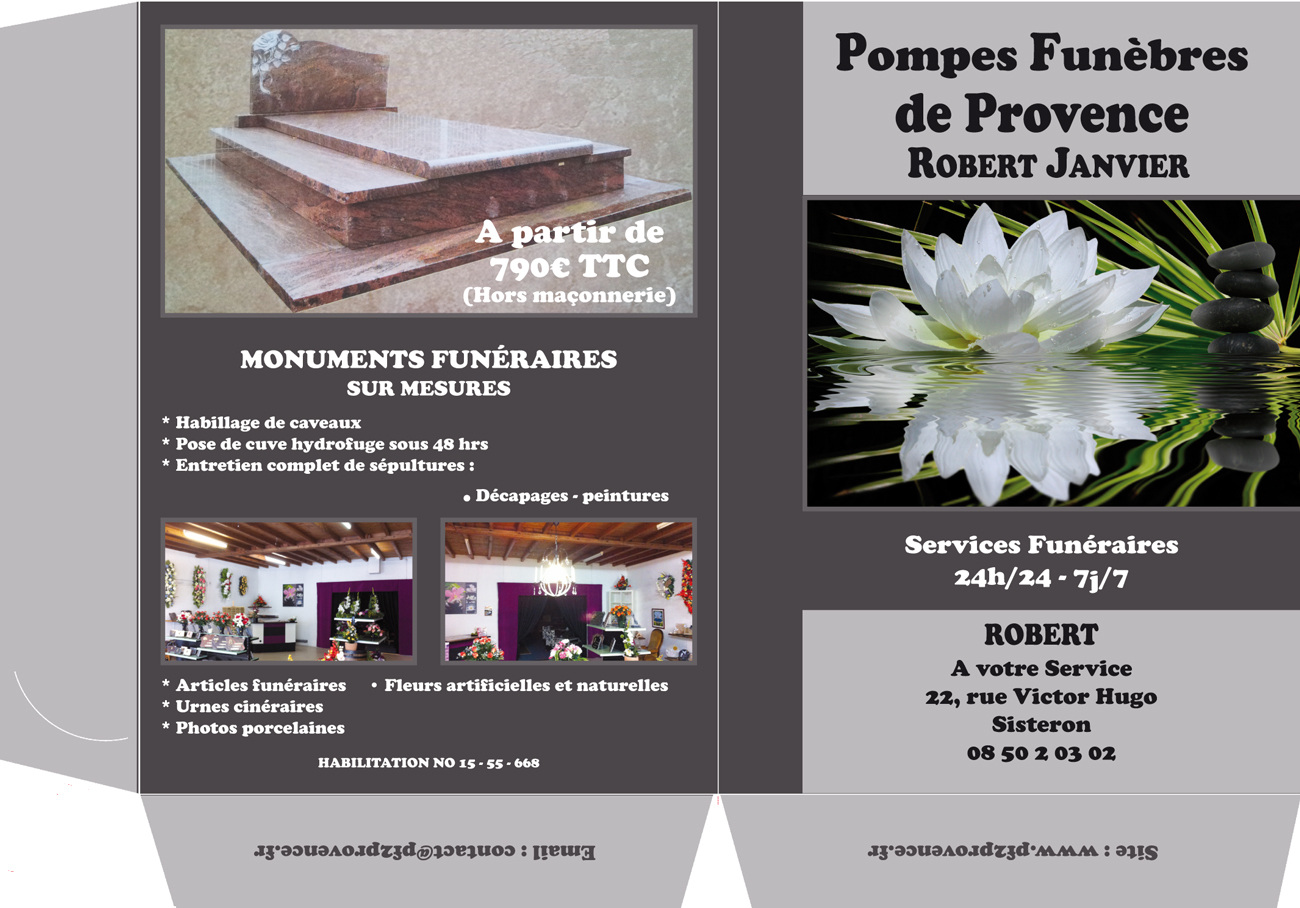 A partir de
790€ TTC
(Hors maçonnerie)
MONUMENTS FUNÉRAIRES
SUR MESURES
* Habillage de caveaux
* Pose de cuve hydrofuge sous 48 hrs
* Entretien complet de sépultures :
• Décapages - peintures
* Articles funéraires • Fleurs artificielles et naturelles
* Urnes cinéraires
* Photos porcelaines
HABILITATION NO 15 - 55 - 668
Email : contact@pf2provence.fr
Pompes Funèbres
de Provence
ROBERT JANVIER
Services Funéraires
24h/24 - 7j/7
ROBERT
A votre Service
22, rue Victor Hugo
Sisteron
08 50 2 03 02
Site : www.pf2provence.fr